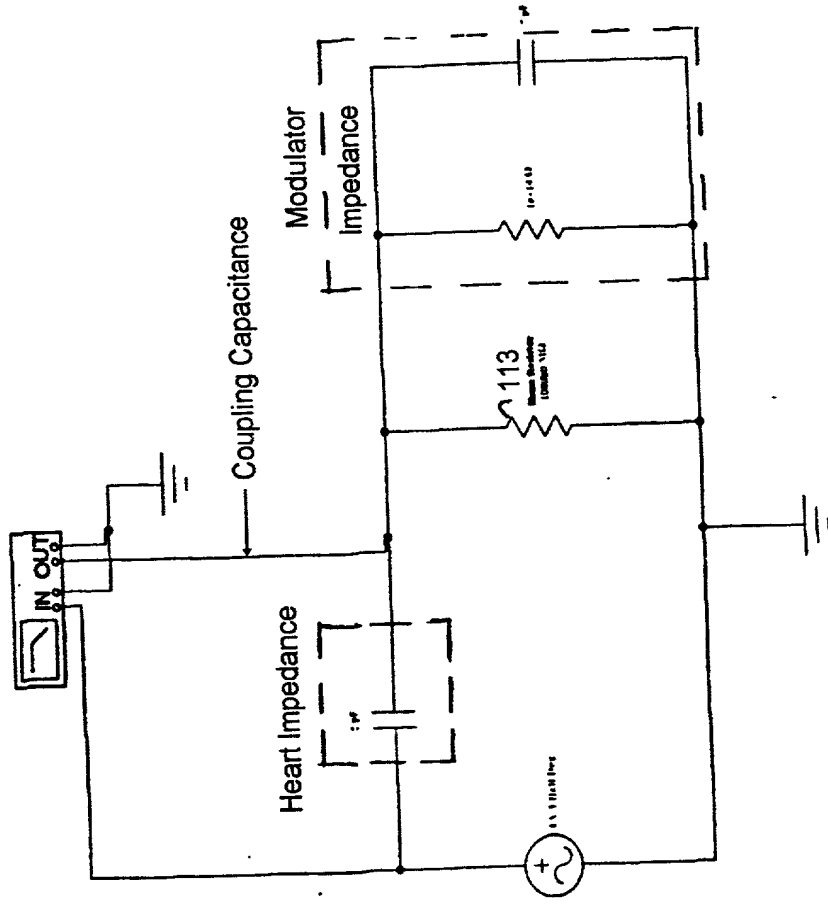 IN OUT
Coupling Capacitance
Heart Impedance
Modulator
Impedance
113